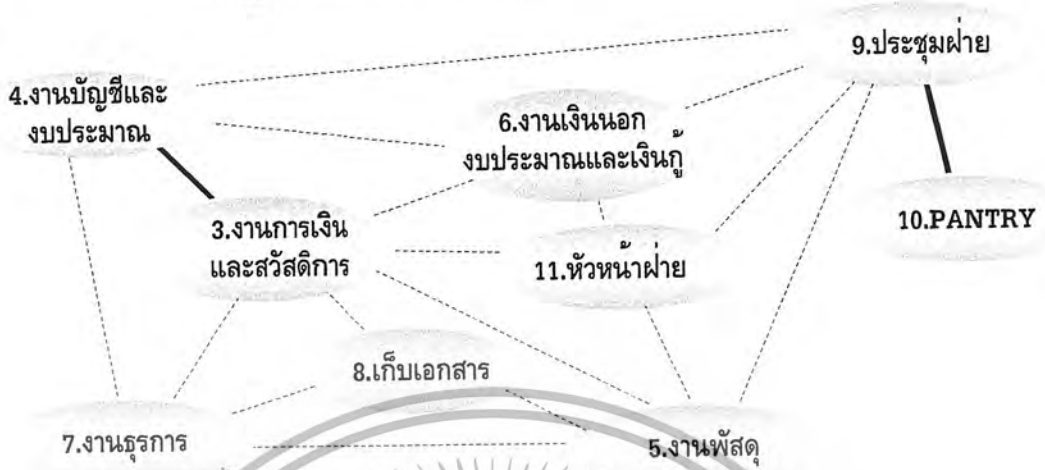 9.ประชุมฝ่าย
4.งานบัญชีและ
งบประมาณ
6.งานเงินนอก
งบประมาณและเงินกู้
10.PANTRY
3.งานการเงิน
และสวัสดิการ
11.หัวหน้าฝ่าย
8.เก็บเอกสาร
7.งานธุรการ
5.งานพัสดุ